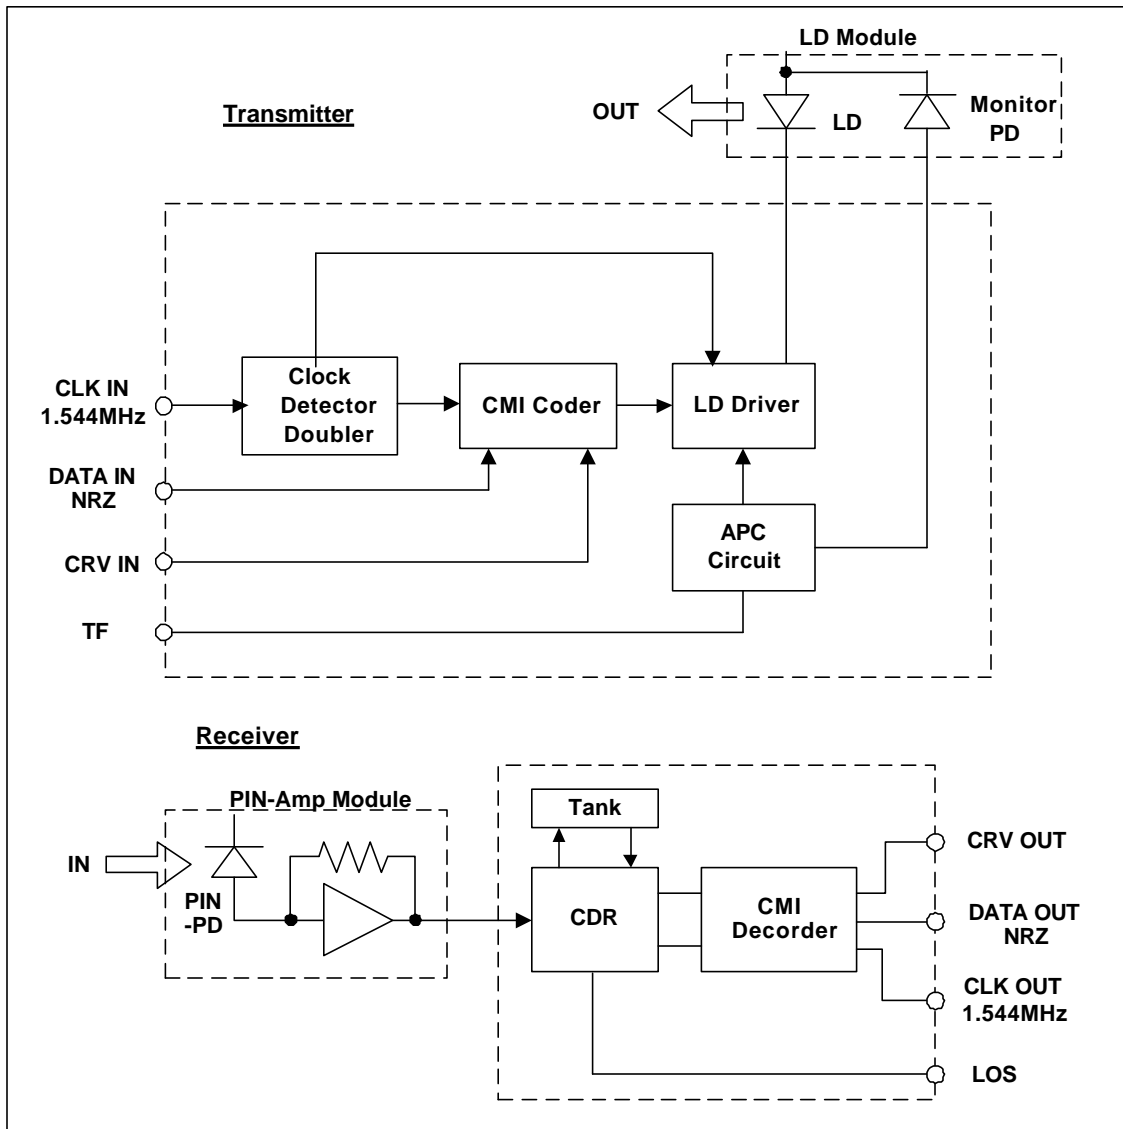 LD Module
Transmitter
OUT
LD
Monitor
PD
CLK IN
1.544MHz
Clock
Detector
Doubler
CMI Coder
LD Driver
DATA IN
NRZ
CRV IN
APC
Circuit
TF
Receiver
PIN-Amp Module
IN
PIN
-PD
Tank
CDR
CMI
Decorder
CRV OUT
DATA OUT
NRZ
CLK OUT
1.544MHz
LOS